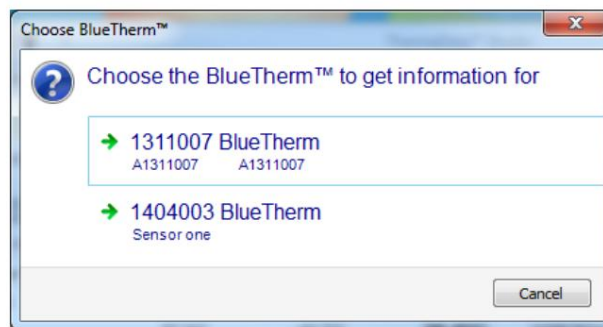 Choose BlueTherm™
Choose the BlueTherm™ to get information for
1311007 BlueTherm
A1311007 A1311007
1404003 BlueTherm
Sensor one
Cancel